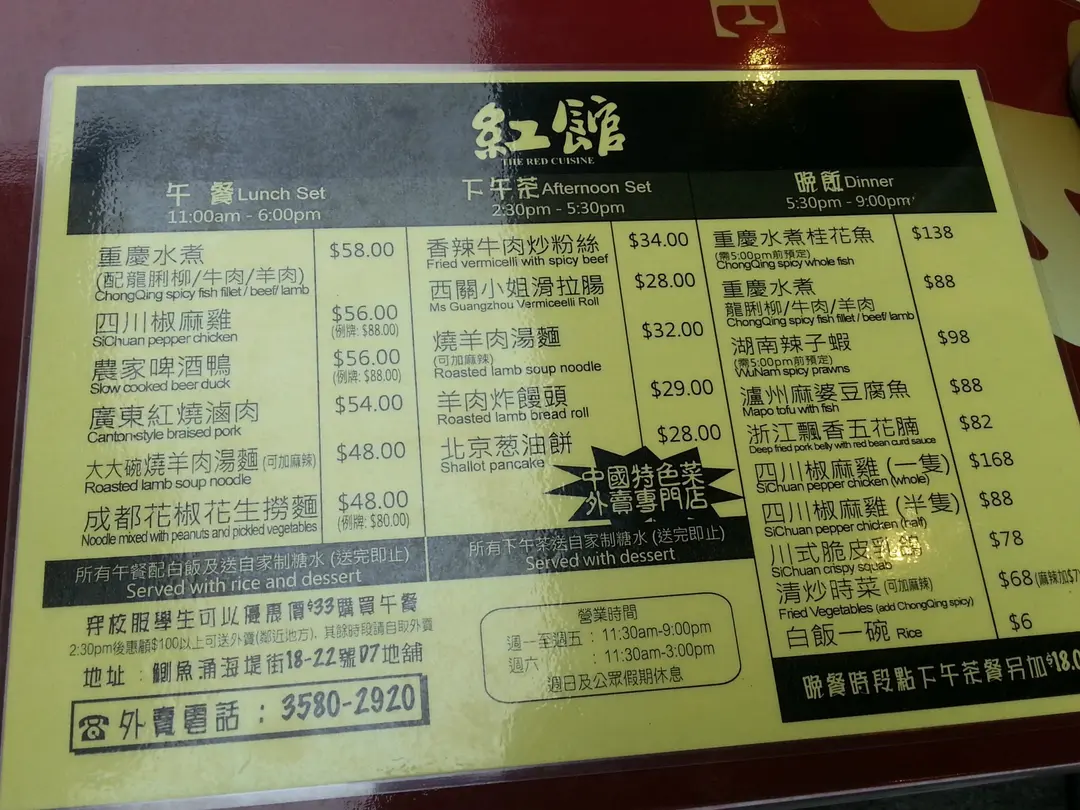 紅館
THE RED CUISINE
午餐 Lunch Set
11:00am - 6:00pm
重慶水煮 $58.00
(配龍脷柳/牛肉/羊肉)
ChongQing spicy fish fillet / beef/ lamb
四川椒麻雞 $56.00
SiChuan pepper chicken (例牌: $88.00)
農家啤酒鴨 $56.00
Slow cooked beer duck (例牌: $88.00)
廣東紅燒滷肉 $54.00
Canton-style braised pork
大大碗燒羊肉湯麵 (可加麻辣) $48.00
Roasted lamb soup noodle
成都花椒花生撈麵 $48.00
Noodle mixed with peanuts and pickled vegetables (例牌: $80.00)
所有午餐配白飯及送自家制糖水 (送完即止)
Served with rice and dessert
下午茶 Afternoon Set
2:30pm - 5:30pm
香辣牛肉炒粉絲 $34.00
Fried vermicelli with spicy beef
西關小姐滑拉腸 $28.00
Ms Guangzhou Vermiceelli Roll
燒羊肉湯麵 $32.00
(可加麻辣)
Roasted lamb soup noodle
羊肉炸饅頭 $29.00
Roasted lamb bread roll
北京葱油餅 $28.00
Shallot pancake
中國特色菜
外賣專門店
所有下午茶送自家制糖水 (送完即止)
Served with dessert
晚飯 Dinner
5:30pm - 9:00pm
重慶水煮桂花魚 $138
(需5:00pm前預定)
ChongQing spicy whole fish
重慶水煮 $88
龍脷柳/牛肉/羊肉
ChongQing spicy fish fillet / beef/ lamb
湖南辣子蝦 $98
(需5:00pm前預定)
WuNam spicy prawns
瀘州麻婆豆腐魚 $88
Mapo tofu with fish
浙江飄香五花腩 $82
Deep fried pork belly with red bean curd sauce
四川椒麻雞 (一隻) $168
SiChuan pepper chicken (whole)
四川椒麻雞 (半隻) $88
SiChuan pepper chicken (half)
川式脆皮乳鴿 $78
SiChuan crispy squab
清炒時菜 (可加麻辣) $68 (麻辣加$7
Fried Vegetables (add ChongQing spicy)
白飯一碗 Rice $6
晚餐時段點下午茶餐另加$18.0
穿校服學生可以優惠價$33購買午餐
2:30pm後惠顧$100以上可送外賣(鄰近地方), 其餘時段請自取外賣
地址 : 鰂魚涌海堤街18-22號D7地舖
外賣電話 : 3580-2920
營業時間
週一至週五 : 11:30am-9:00pm
週六 : 11:30am-3:00pm
週日及公眾假期休息